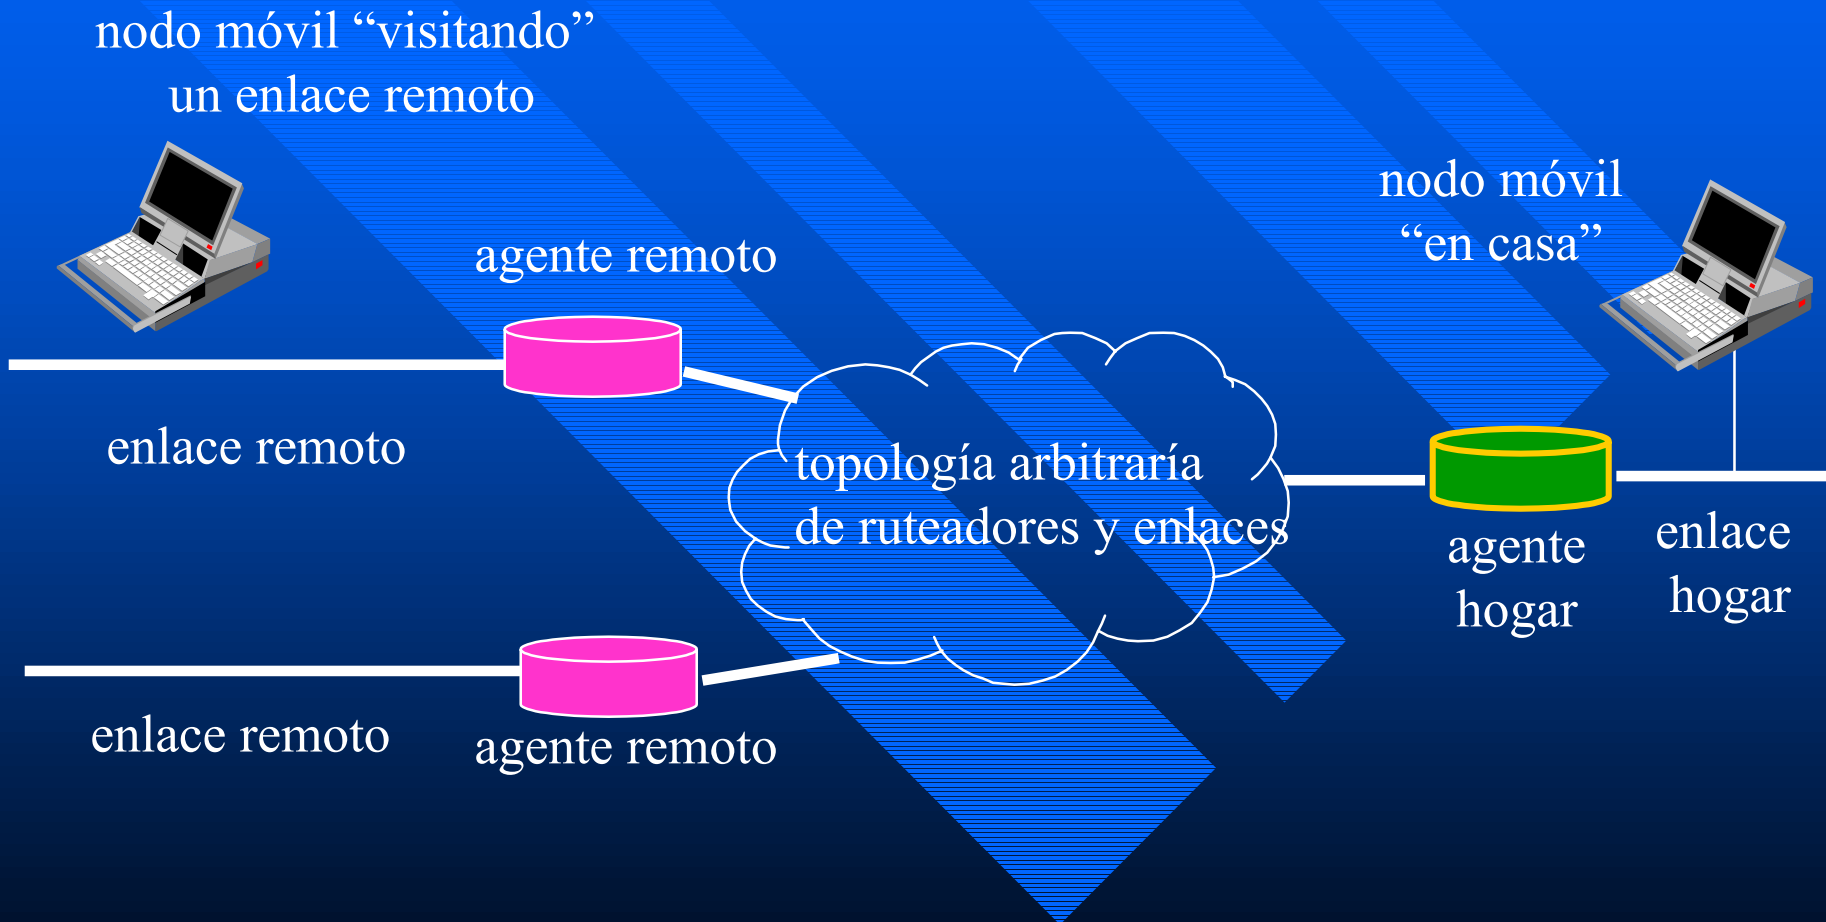 nodo móvil “visitando”
un enlace remoto
nodo móvil
“en casa”
agente remoto
enlace remoto
topología arbitraría
de ruteadores y enlaces
agente
hogar
enlace
hogar
enlace remoto
agente remoto